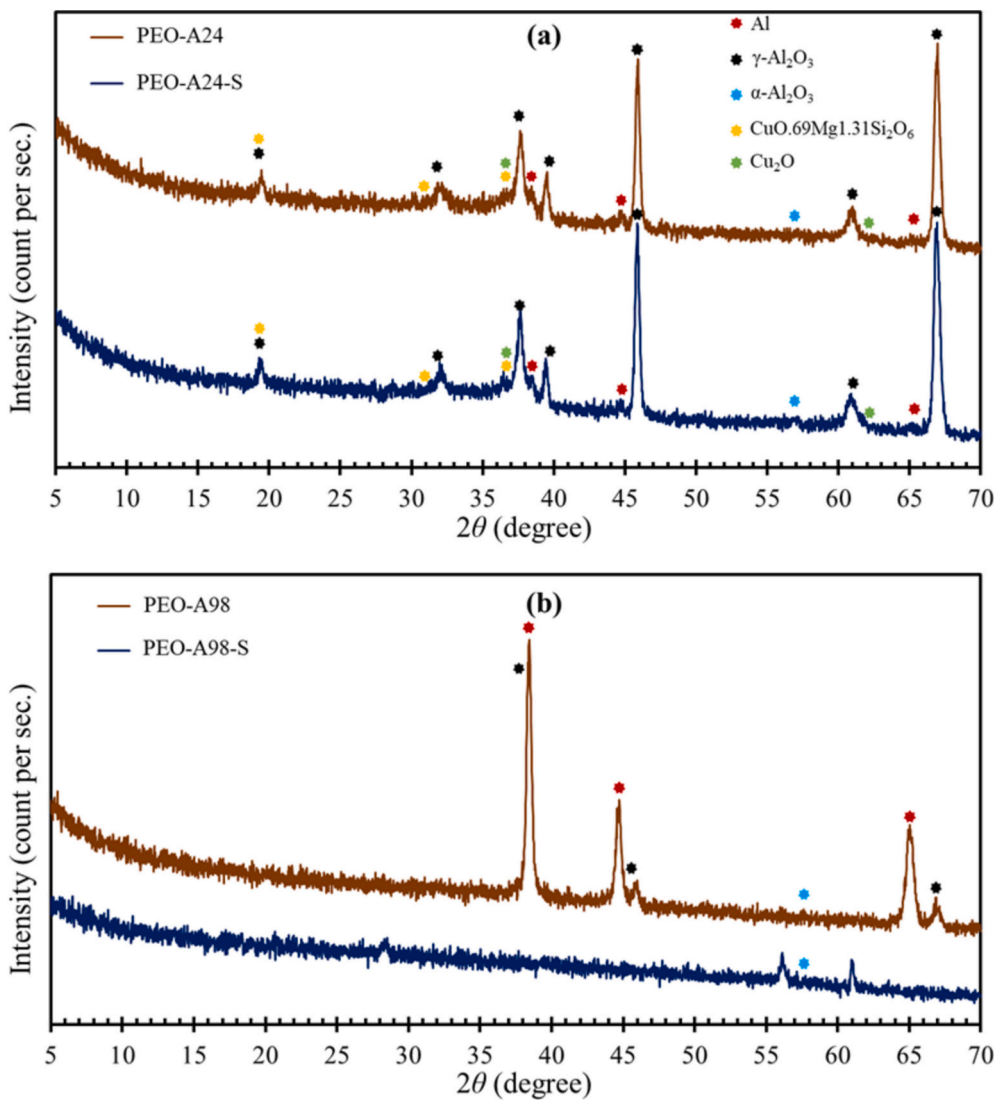 (a)
PEO-A24
PEO-A24-S
Al
γ-Al₂O₃
α-Al₂O₃
CuO.69Mg1.31Si₂O₆
Cu₂O
Intensity (count per sec.)
5 10 15 20 25 30 35 40 45 50 55 60 65 70
2θ (degree)
(b)
PEO-A98
PEO-A98-S
Intensity (count per sec.)
5 10 15 20 25 30 35 40 45 50 55 60 65 70
2θ (degree)